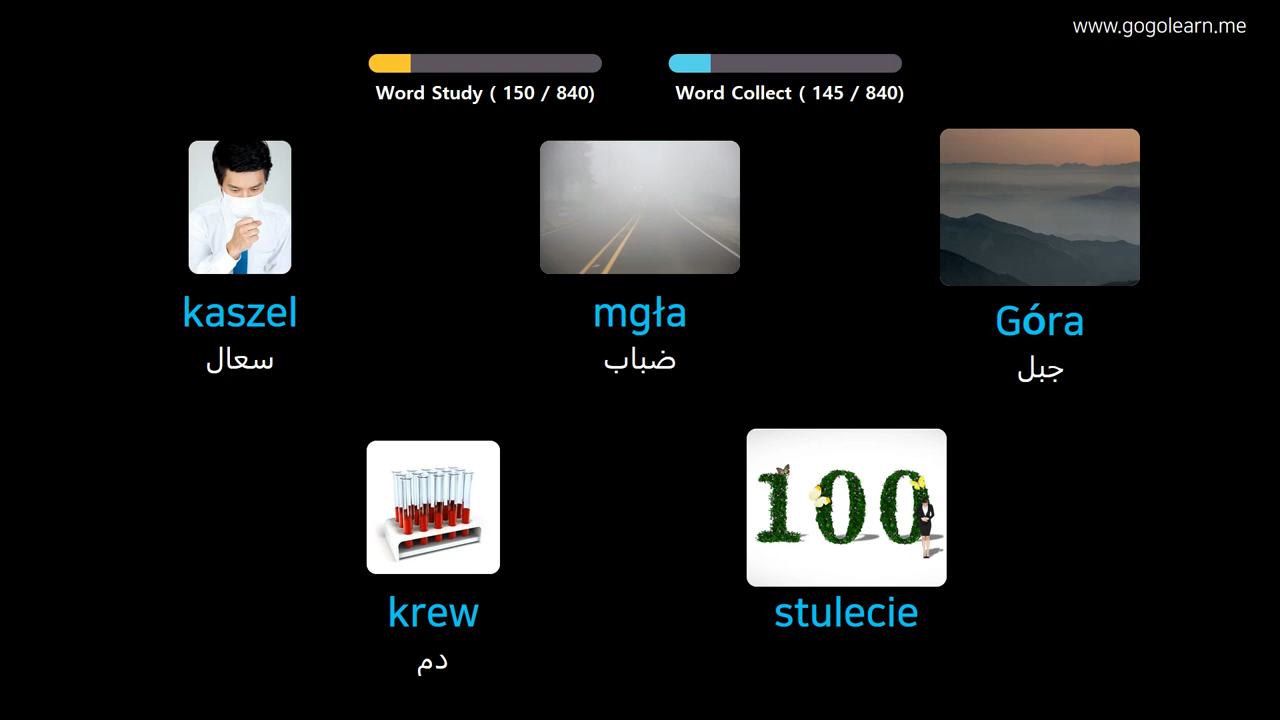 www.gogolearn.me
Word Study ( 150 / 840)
Word Collect ( 145 / 840)
kaszel
سعال
mgła
ضباب
Góra
جبل
krew
دم
100
stulecie